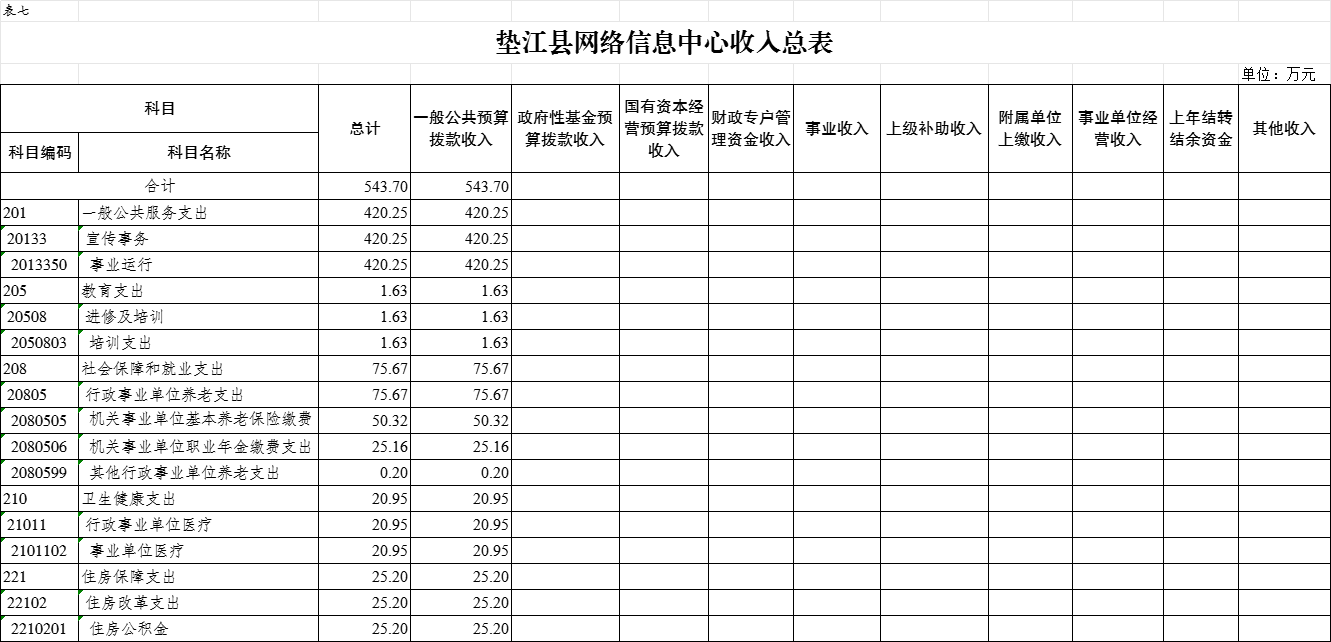 表七
垫江县网络信息中心收入总表
单位：万元
科目 总计 一般公共预算拨款收入 政府性基金预算拨款收入 国有资本经营预算拨款收入 财政专户管理资金收入 事业收入 上级补助收入 附属单位上缴收入 事业单位经营收入 上年结转结余资金 其他收入
科目编码 科目名称
合计 543.70 543.70
201 一般公共服务支出 420.25 420.25
20133 宣传事务 420.25 420.25
2013350 事业运行 420.25 420.25
205 教育支出 1.63 1.63
20508 进修及培训 1.63 1.63
2050803 培训支出 1.63 1.63
208 社会保障和就业支出 75.67 75.67
20805 行政事业单位养老支出 75.67 75.67
2080505 机关事业单位基本养老保险缴费 50.32 50.32
2080506 机关事业单位职业年金缴费支出 25.16 25.16
2080599 其他行政事业单位养老支出 0.20 0.20
210 卫生健康支出 20.95 20.95
21011 行政事业单位医疗 20.95 20.95
2101102 事业单位医疗 20.95 20.95
221 住房保障支出 25.20 25.20
22102 住房改革支出 25.20 25.20
2210201 住房公积金 25.20 25.20